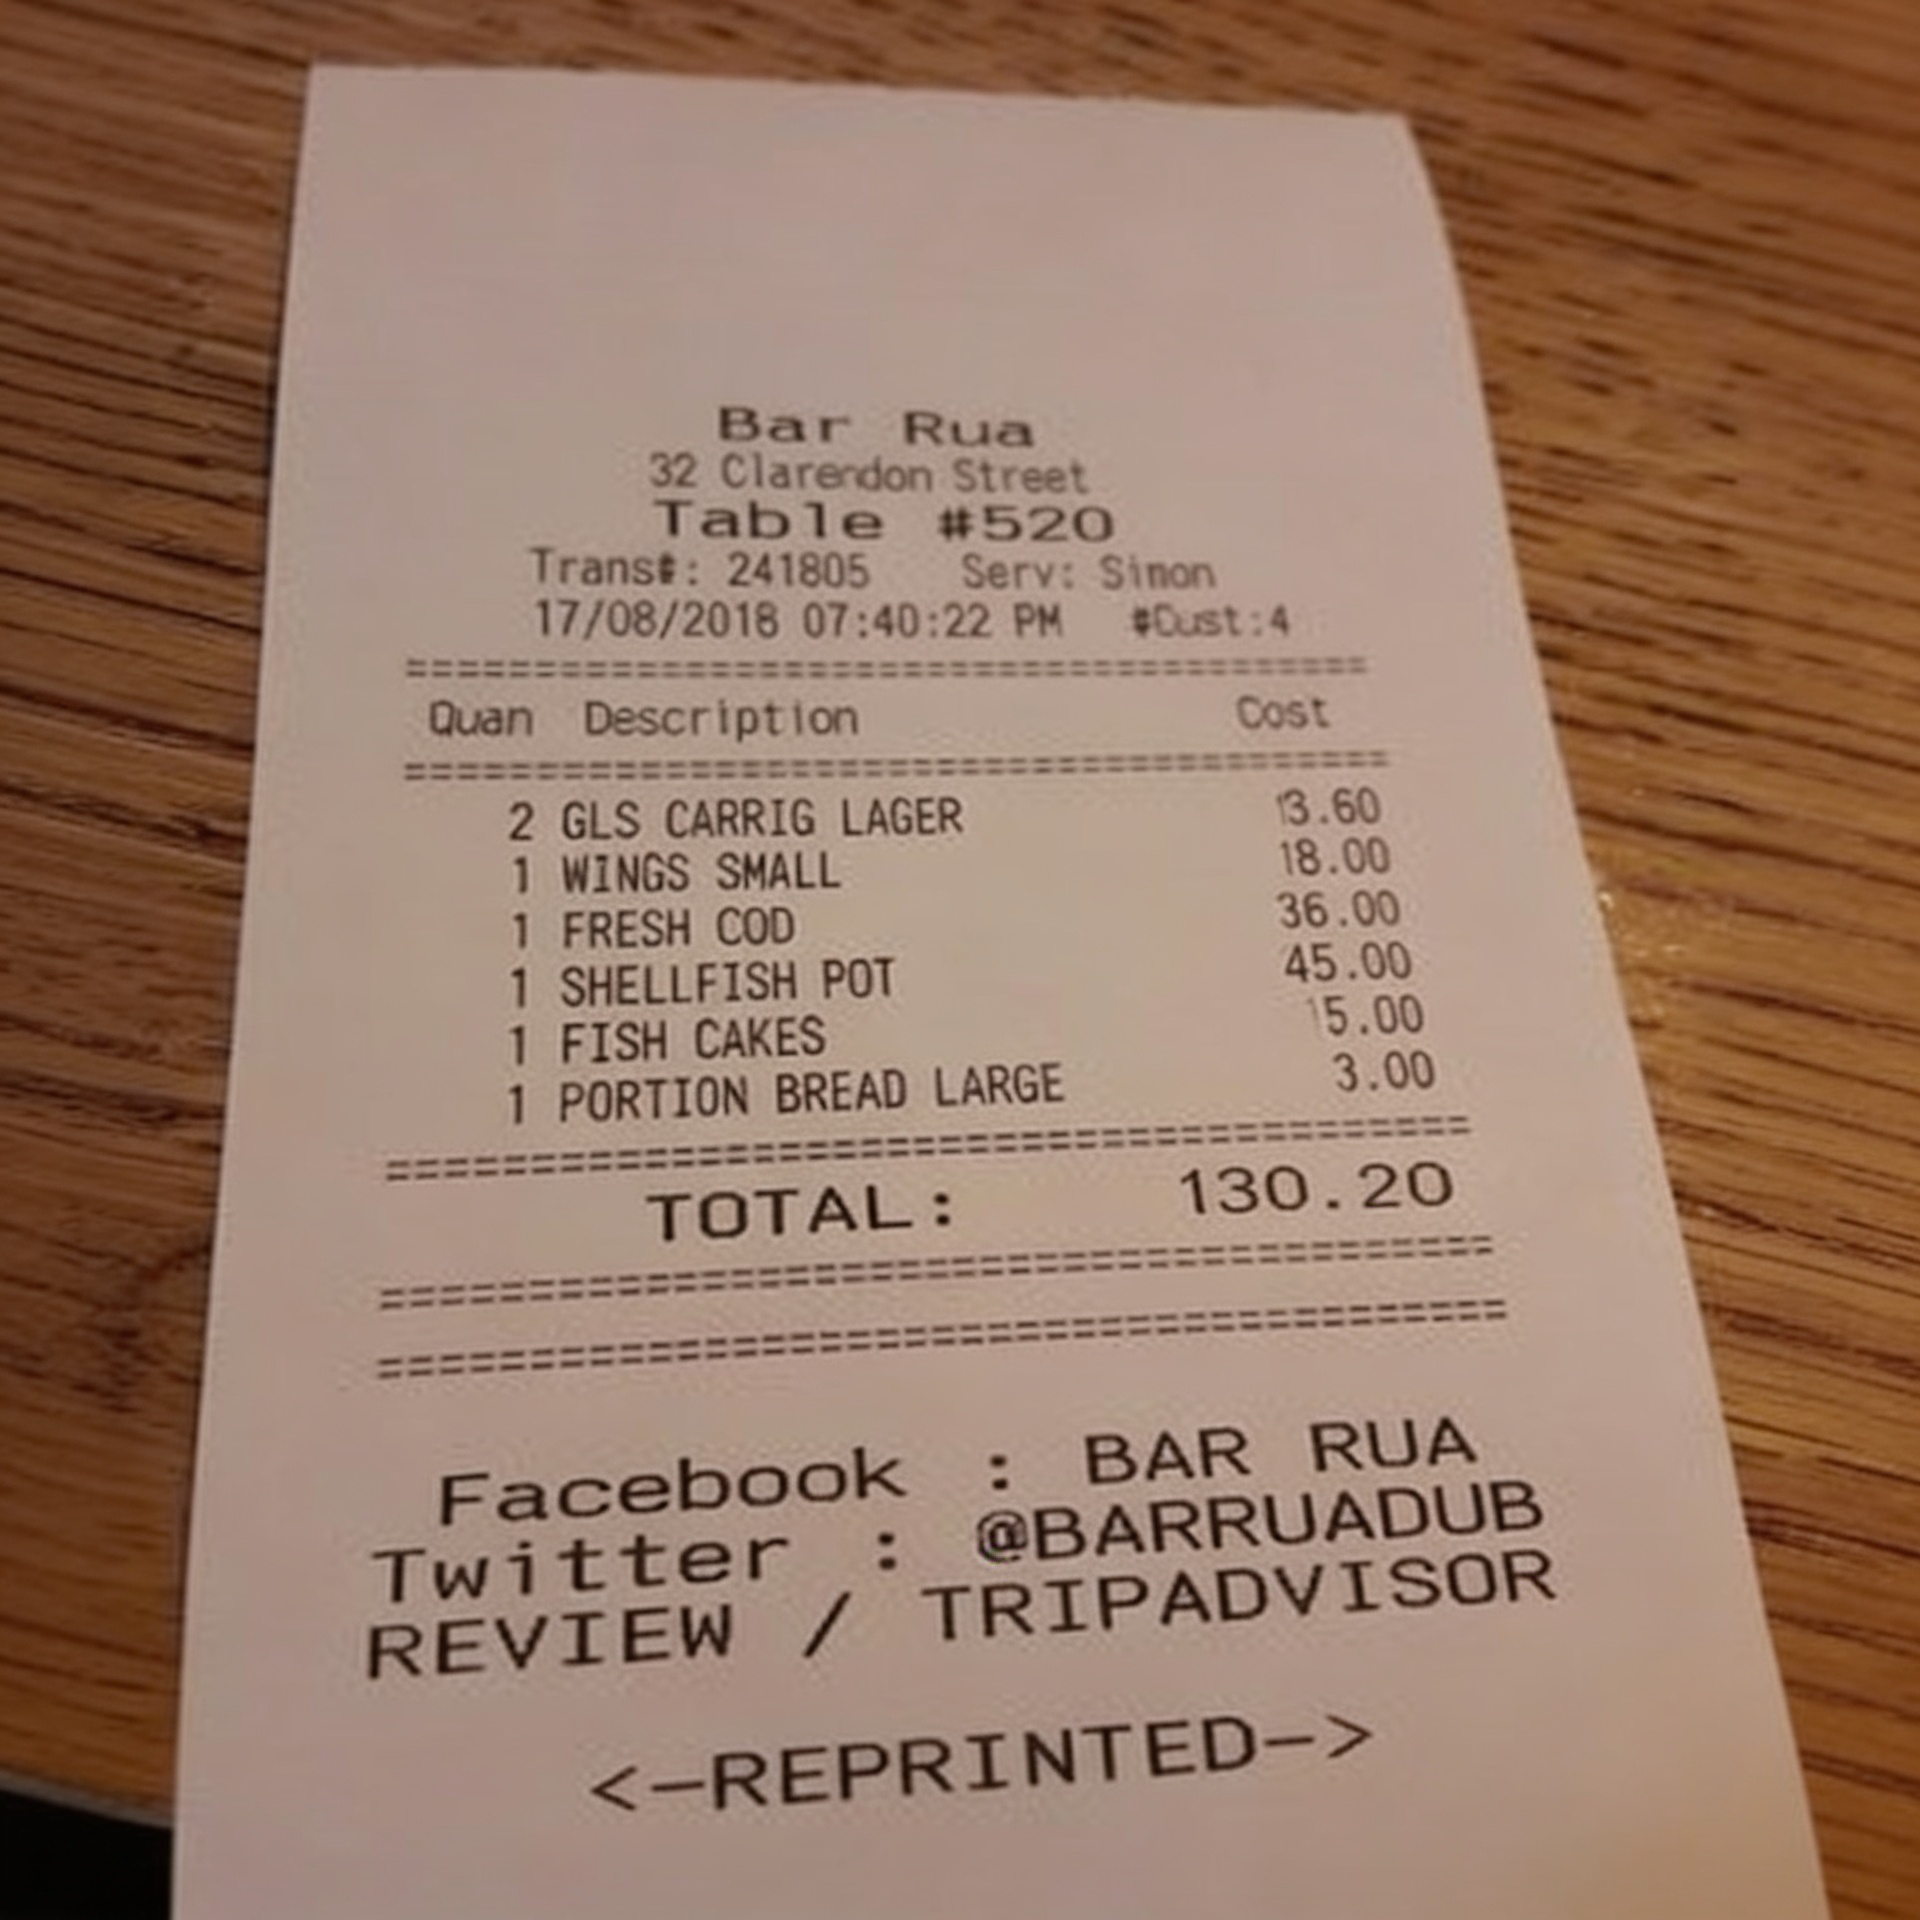 Bar Rua
32 Clarendon Street
Table #520
Trans#: 241805 Serv: Simon
17/08/2018 07:40:22 PM #Cust:4
========================================
Quan Description Cost
========================================
2 GLS CARRIG LAGER 13.60
1 WINGS SMALL 18.00
1 FRESH COD 36.00
1 SHELLFISH POT 45.00
1 FISH CAKES 15.00
1 PORTION BREAD LARGE 3.00
========================================
TOTAL: 130.20
========================================
========================================
Facebook : BAR RUA
Twitter : @BARRUADUB
REVIEW / TRIPADVISOR
<—REPRINTED—>